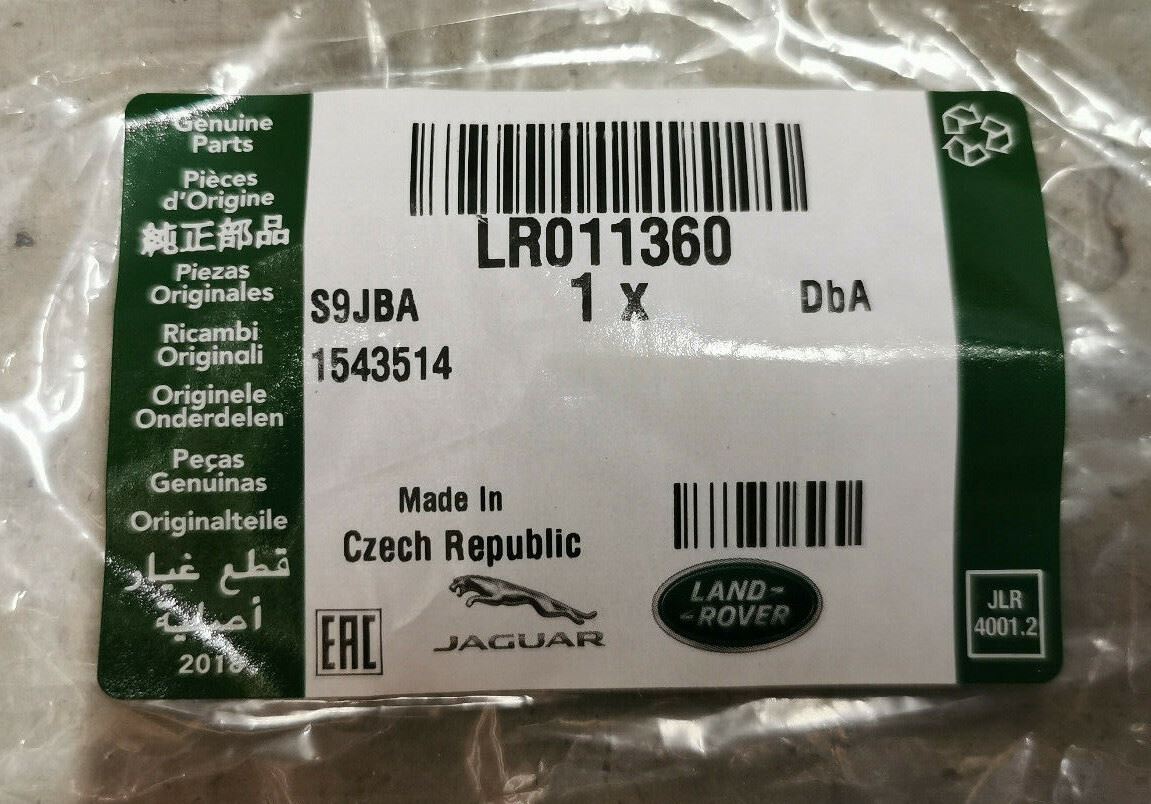 Genuine
Parts
Pièces
d'Origine
純正部品
Piezas
Originales
Ricambi
Originali
Originele
Onderdelen
Peças
Genuinas
Originalteile
قطع غيار
أصلية
LR011360
S9JBA 1 x DbA
1543514
Made In
Czech Republic
EAC
JAGUAR
LAND-
-ROVER
JLR
4001.2